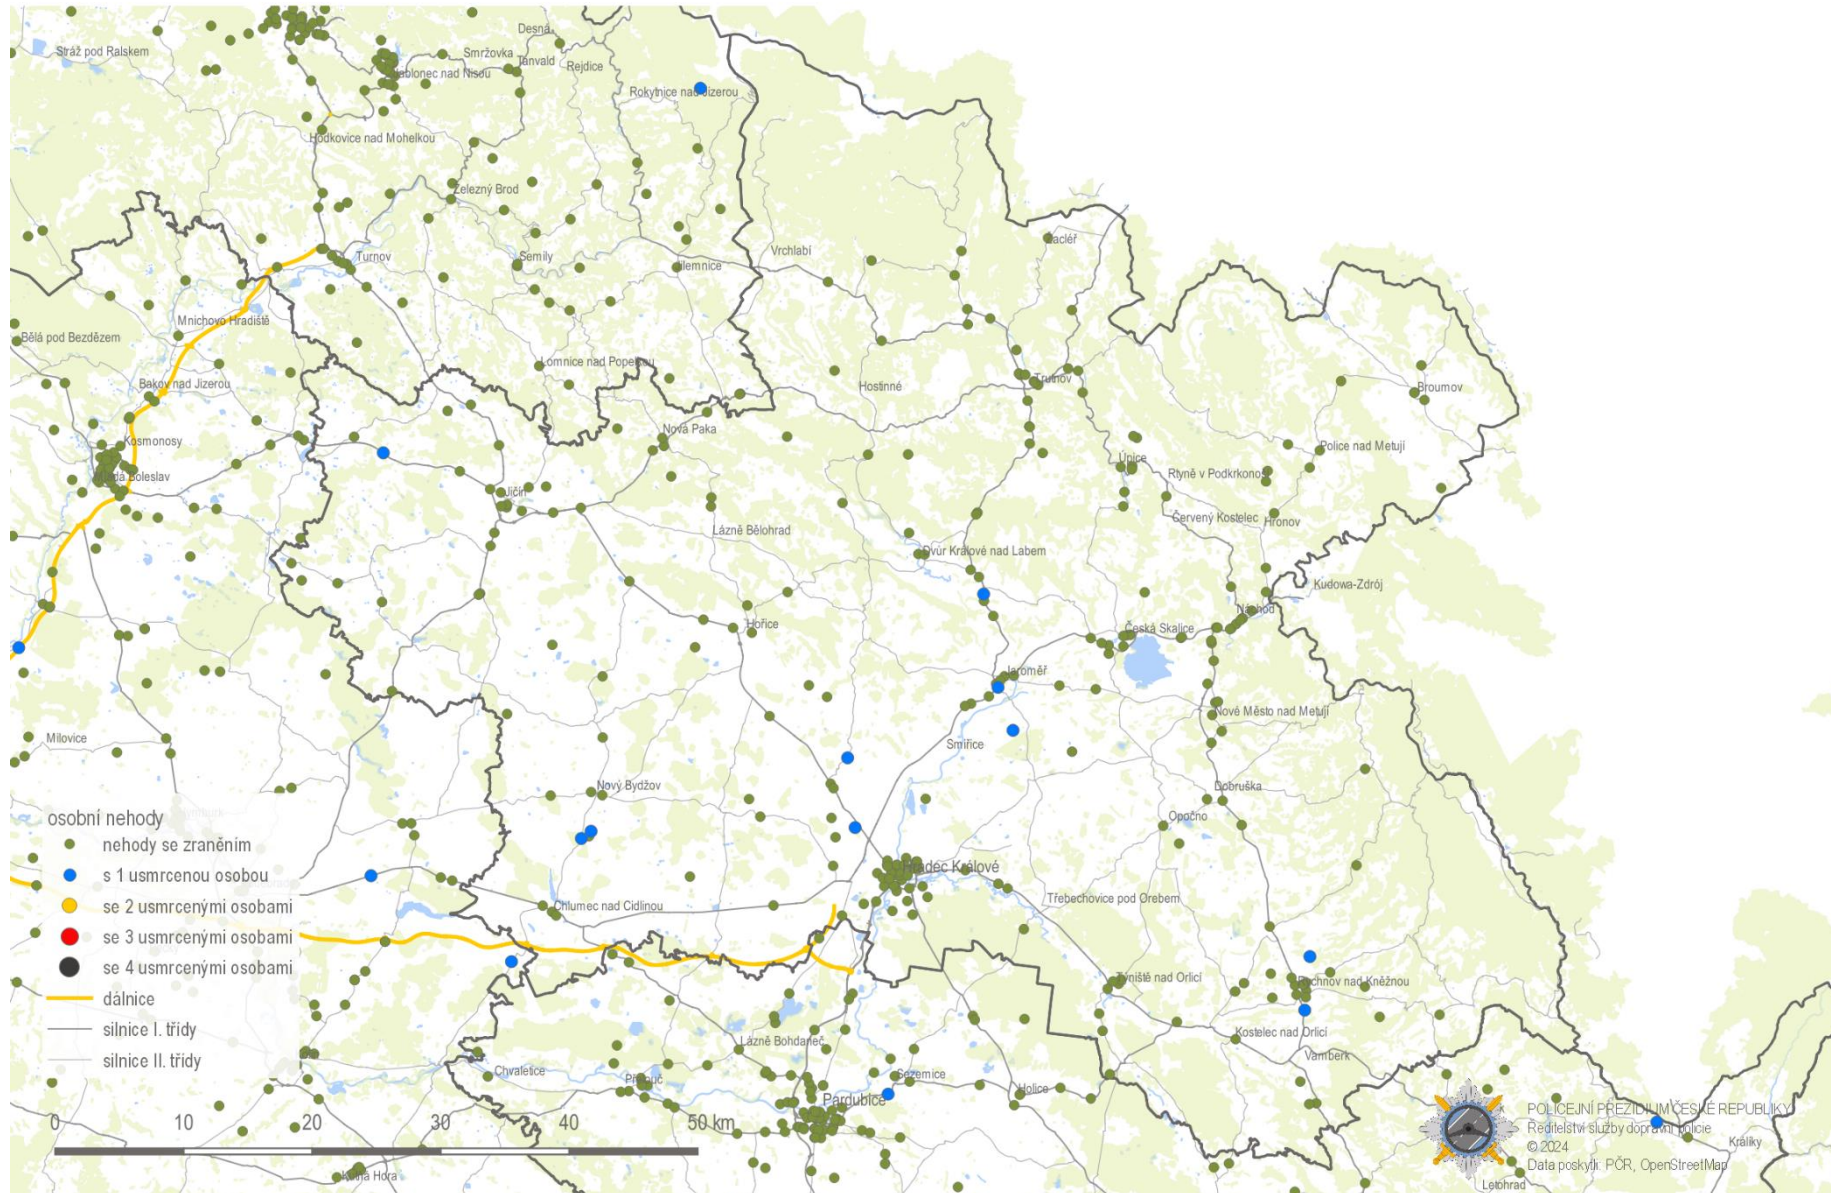 Desná
Stráž pod Ralskem
Smržovka
Tanvald
Rejdice
Jablonec nad Nisou
Rokytnice nad Jizerou
Hodkovice nad Mohelkou
Železný Brod
Žacléř
Turnov
Semily
Jilemnice
Vrchlabí
Mnichovo Hradiště
Bělá pod Bezdězem
Lomnice nad Popelkou
Bakov nad Jizerou
Hostinné
Trutnov
Broumov
Kosmonosy
Nová Paka
Police nad Metují
Úpice
Rtyně v Podkrkonoší
Mladá Boleslav
Jičín
Lázně Bělohrad
Červený Kostelec
Hronov
Dvůr Králové nad Labem
Kudowa-Zdrój
Náchod
Hořice
Česká Skalice
Jaroměř
Nové Město nad Metují
Milovice
Smiřice
Nový Bydžov
Dobruška
Opočno
osobní nehody
nehody se zraněním
s 1 usmrcenou osobou
se 2 usmrcenými osobami
se 3 usmrcenými osobami
se 4 usmrcenými osobami
dálnice
silnice I. třídy
silnice II. třídy
Hradec Králové
Třebechovice pod Orebem
Chlumec nad Cidlinou
Týniště nad Orlicí
Rychnov nad Kněžnou
Kostelec nad Orlicí
Lázně Bohdaneč
Vamberk
Chvaletice
Přelouč
Sezemice
Holice
Pardubice
0 10 20 30 40 50 km
POLICEJNÍ PREZIDIUM ČESKÉ REPUBLIKY
Ředitelství služby dopravní policie
© 2024
Data poskytli: PČR, OpenStreetMap
Králíky
Kutná Hora
Letohrad